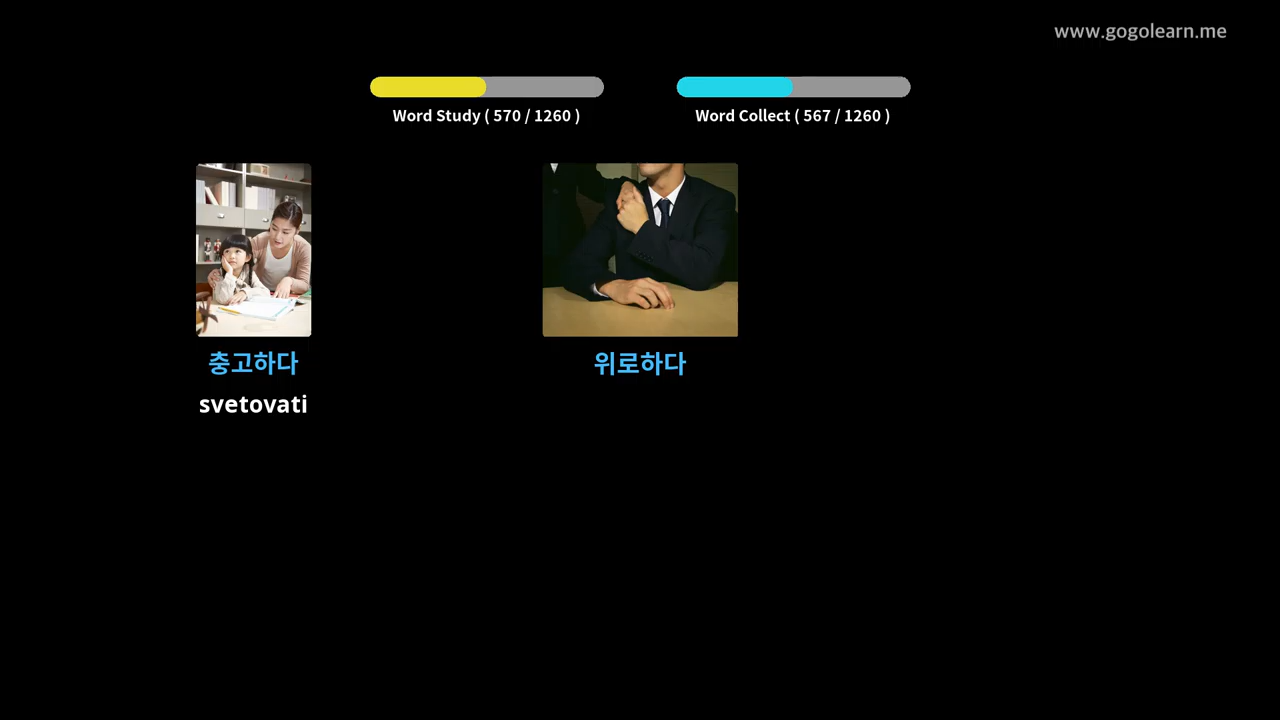 www.gogolearn.me
Word Study ( 570 / 1260 )
Word Collect ( 567 / 1260 )
충고하다
위로하다
svetovati